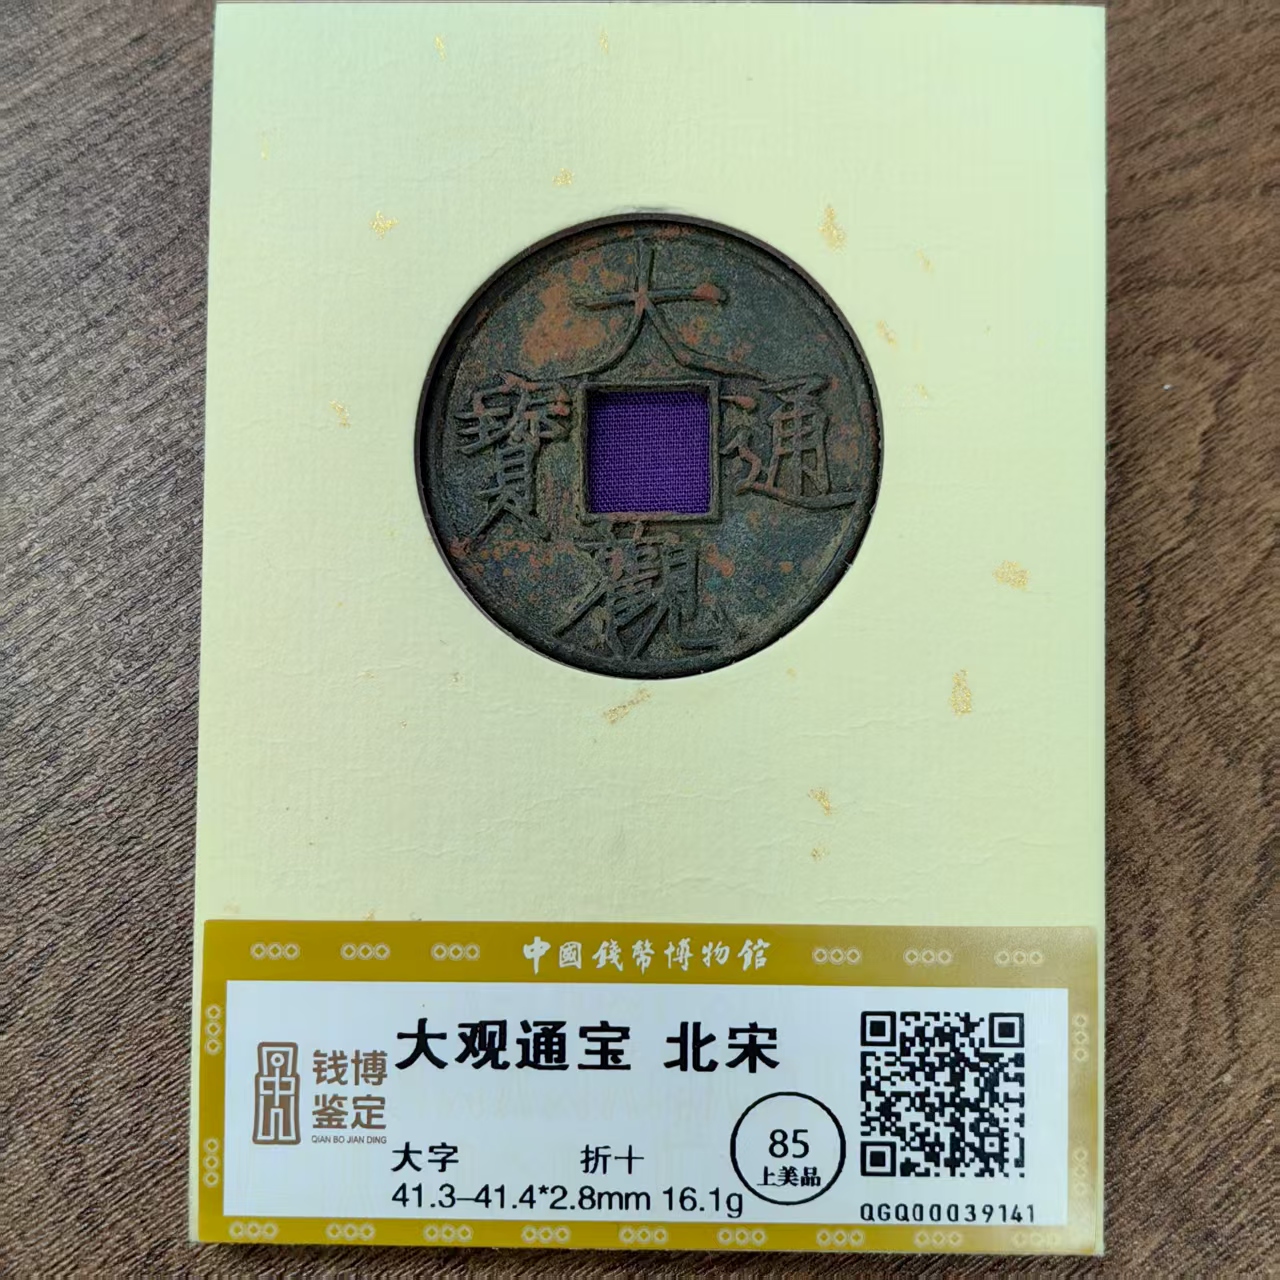 大
通
觀
寶
中國錢幣博物館
钱博
鉴定
QIAN BO JIAN DING
大观通宝 北宋
大字 折十
41.3-41.4*2.8mm 16.1g
85
上美品
QGQ00039141